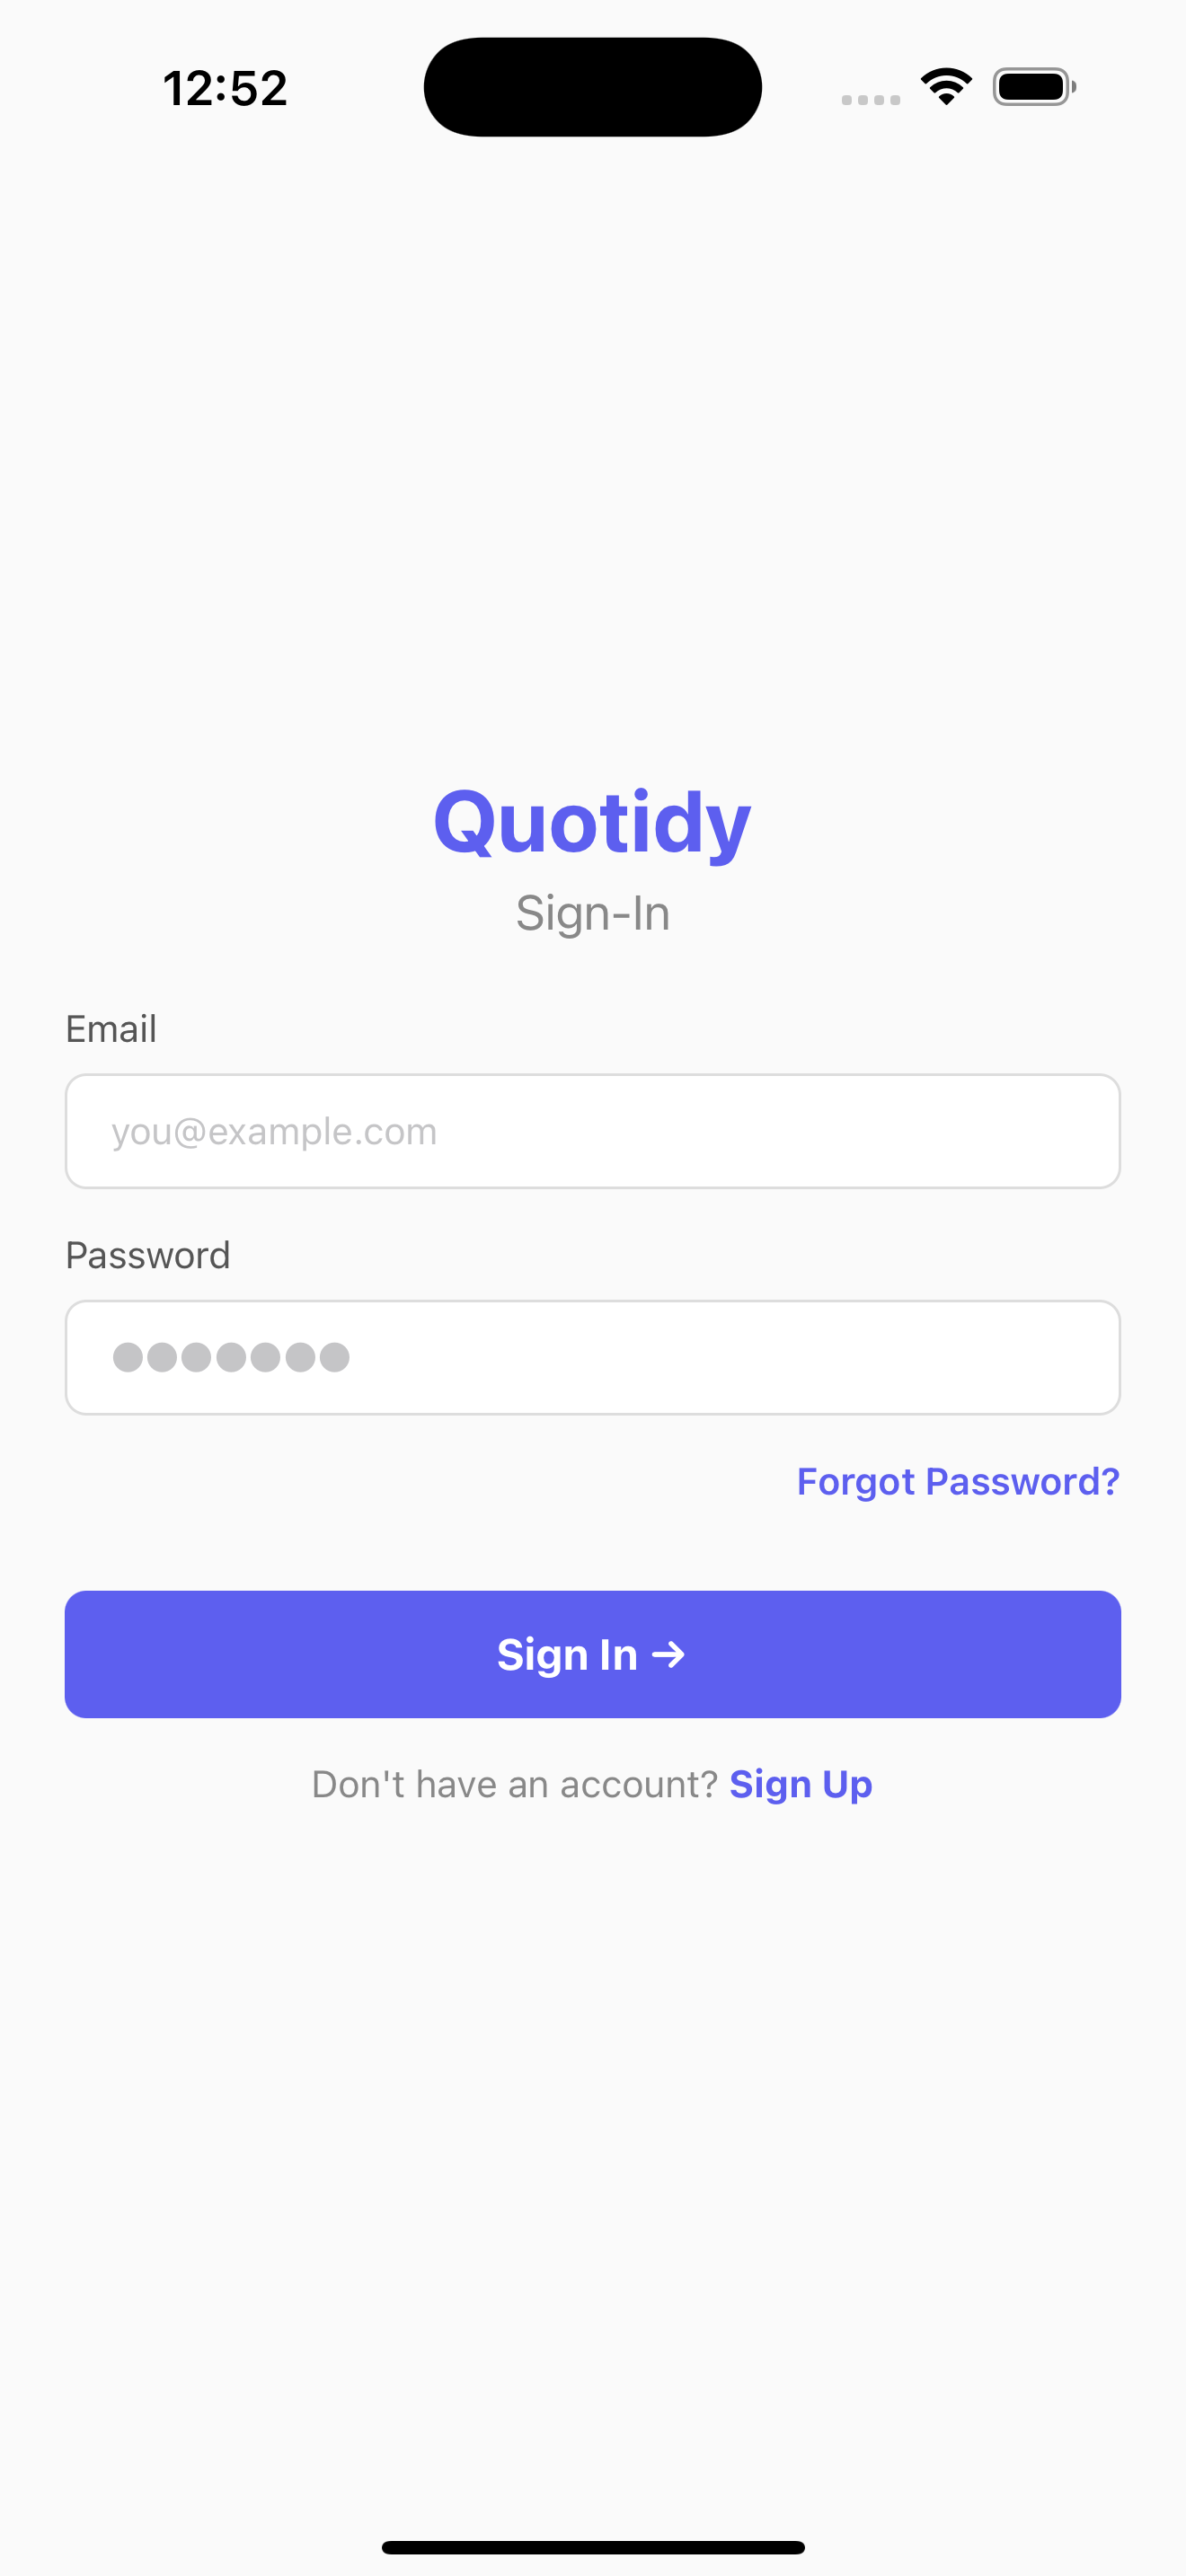 12:52
Quotidy
Sign-In
Email
you@example.com
Password
●●●●●●●
Forgot Password?
Sign In →
Don't have an account? Sign Up